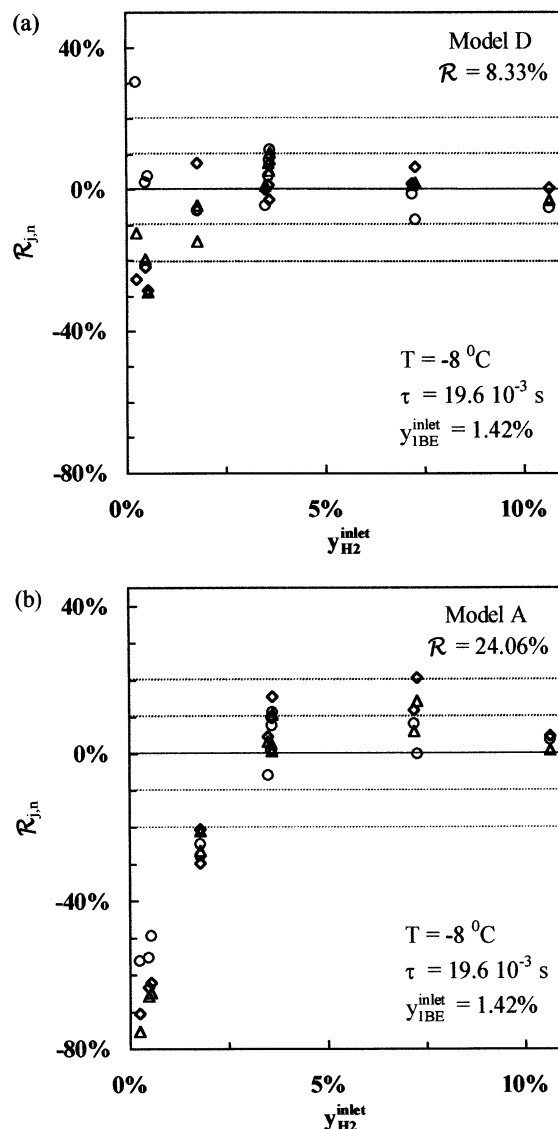 (a)
40%
Model D
ℛ = 8.33%
0%
ℛj,n
-40%
T = -8 ⁰C
τ = 19.6 10⁻³ s
y₁BE^inlet = 1.42%
-80%
0% 5% 10%
yH2^inlet
(b)
40%
Model A
ℛ = 24.06%
0%
ℛj,n
-40%
T = -8 ⁰C
τ = 19.6 10⁻³ s
y₁BE^inlet = 1.42%
-80%
0% 5% 10%
yH2^inlet